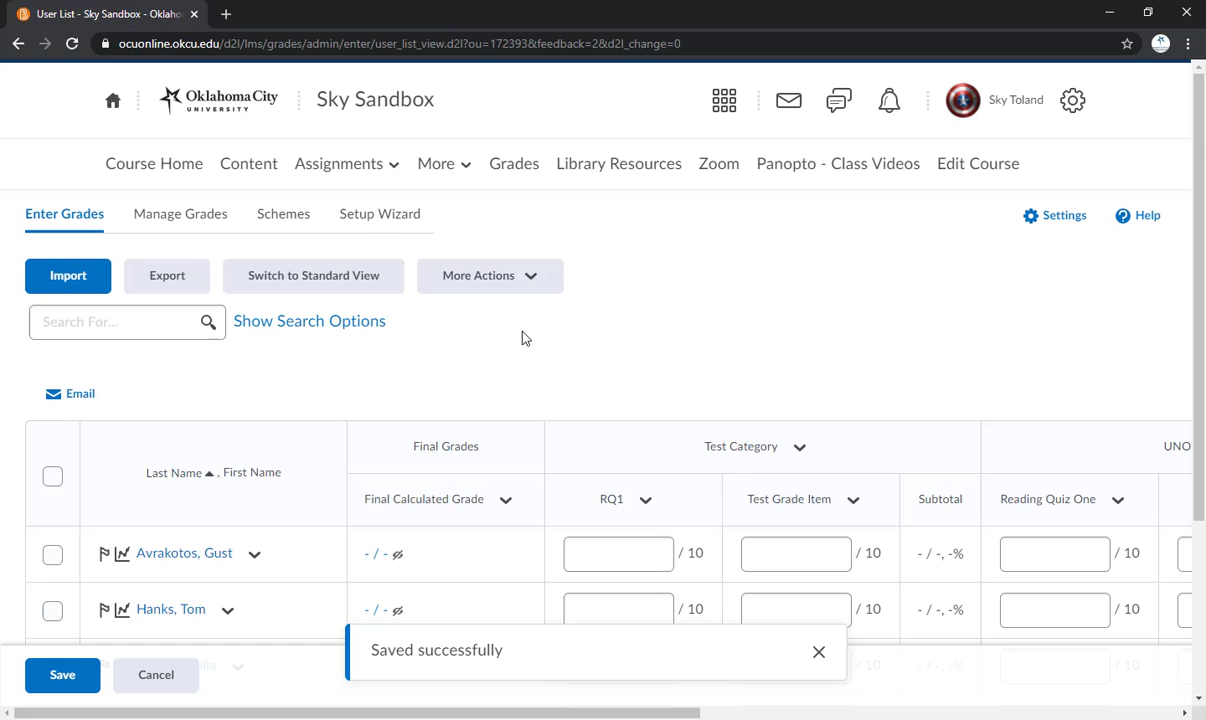 User List - Sky Sandbox - Oklaho
ocuonline.okcu.edu/d2l/lms/grades/admin/enter/user_list_view.d2l?ou=172393&feedback=2&d2l_change=0
Oklahoma City
UNIVERSITY
Sky Sandbox
Sky Toland
Course Home Content Assignments More Grades Library Resources Zoom Panopto - Class Videos Edit Course
Enter Grades Manage Grades Schemes Setup Wizard Settings Help
Import Export Switch to Standard View More Actions
Search For... Show Search Options
Email
Final Grades Test Category UNO
Last Name , First Name
Final Calculated Grade RQ1 Test Grade Item Subtotal Reading Quiz One
Avrakotos, Gust - / - / 10 / 10 - / -, -% / 10
Hanks, Tom - / - / 10 / 10 - / -, -% / 10
Saved successfully
Save Cancel